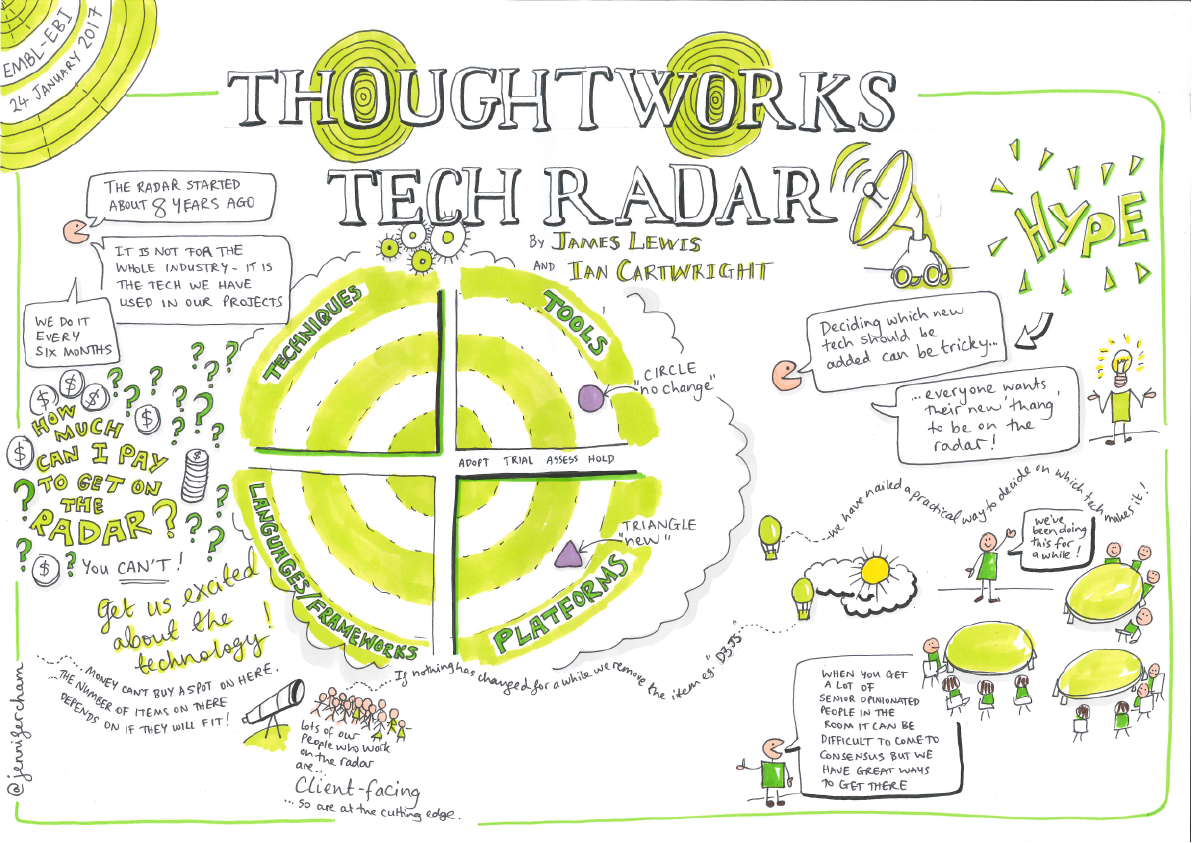 EMBL-EBI
24 JANUARY 2017
THOUGHTWORKS
TECH RADAR
BY JAMES LEWIS
AND IAN CARTWRIGHT
THE RADAR STARTED
ABOUT 8 YEARS AGO
IT IS NOT FOR THE
WHOLE INDUSTRY - IT IS
THE TECH WE HAVE
USED IN OUR PROJECTS
WE DO IT
EVERY
SIX MONTHS
HOW
MUCH
CAN I PAY
TO GET ON
THE
RADAR?
YOU CAN'T!
get us excited
about the
technology!
MONEY CAN'T BUY A SPOT ON HERE.
...THE NUMBER OF ITEMS ON THERE
DEPENDS ON IF THEY WILL FIT!
@jennifercham
TECHNIQUES
TOOLS
CIRCLE
"no change"
ADOPT TRIAL ASSESS HOLD
LANGUAGES/FRAMEWORKS
PLATFORMS
TRIANGLE
"new"
If nothing has changed for a while we remove the item eg. "D3JS"
Lots of our
people who work
on the radar
are...
Client-facing
...so are at the cutting edge.
HYPE
Deciding which new
tech should be
added can be tricky...
...everyone wants
their new 'thang'
to be on the
radar!
we have nailed a practical way to decide on which tech makes it!
we've
been doing
this for
a while!
WHEN YOU GET
A LOT OF
SENIOR OPINIONATED
PEOPLE IN THE
ROOM IT CAN BE
DIFFICULT TO COME TO
CONSENSUS BUT WE
HAVE GREAT WAYS
TO GET THERE